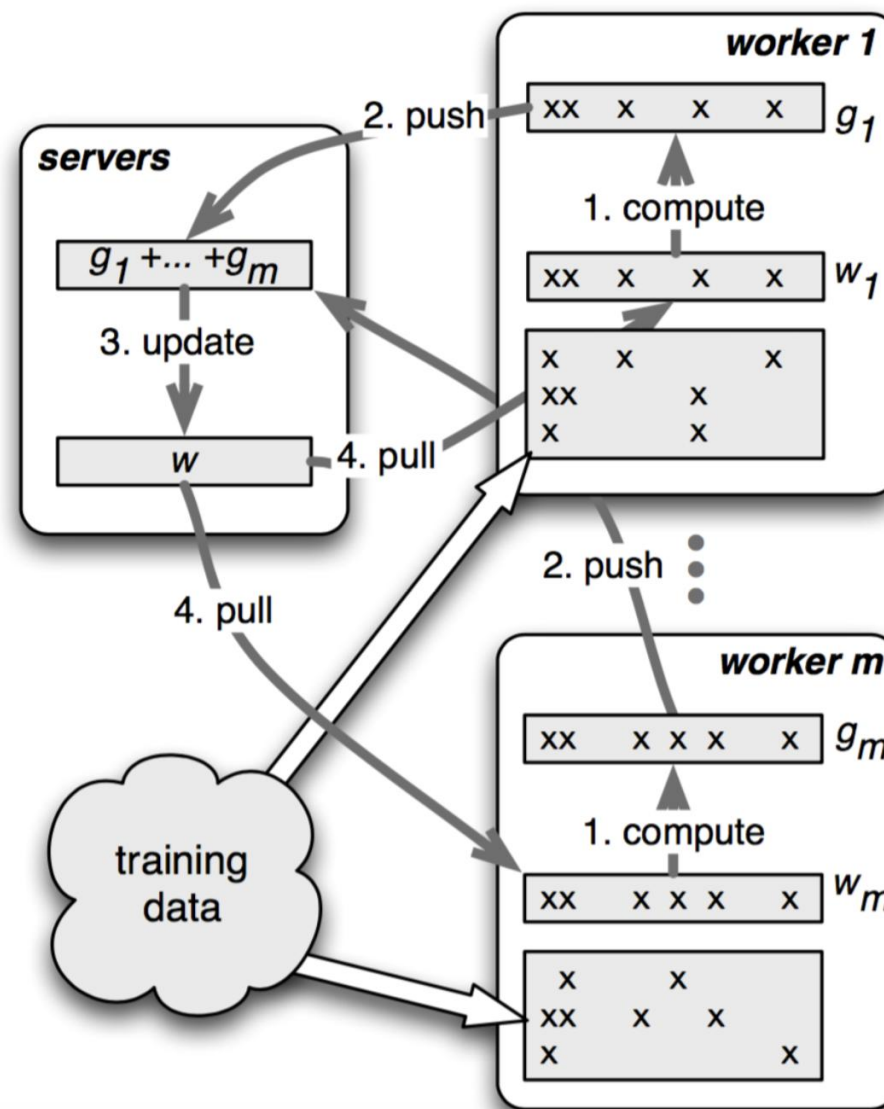 worker 1
xx x x x g1
2. push
servers
1. compute
g1 +... +gm
xx x x x w1
3. update
x x x
xx x
x x
w
4. pull
2. push
4. pull
worker m
xx x x x x gm
1. compute
training
data
xx x x x x wm
x x
xx x x
x x